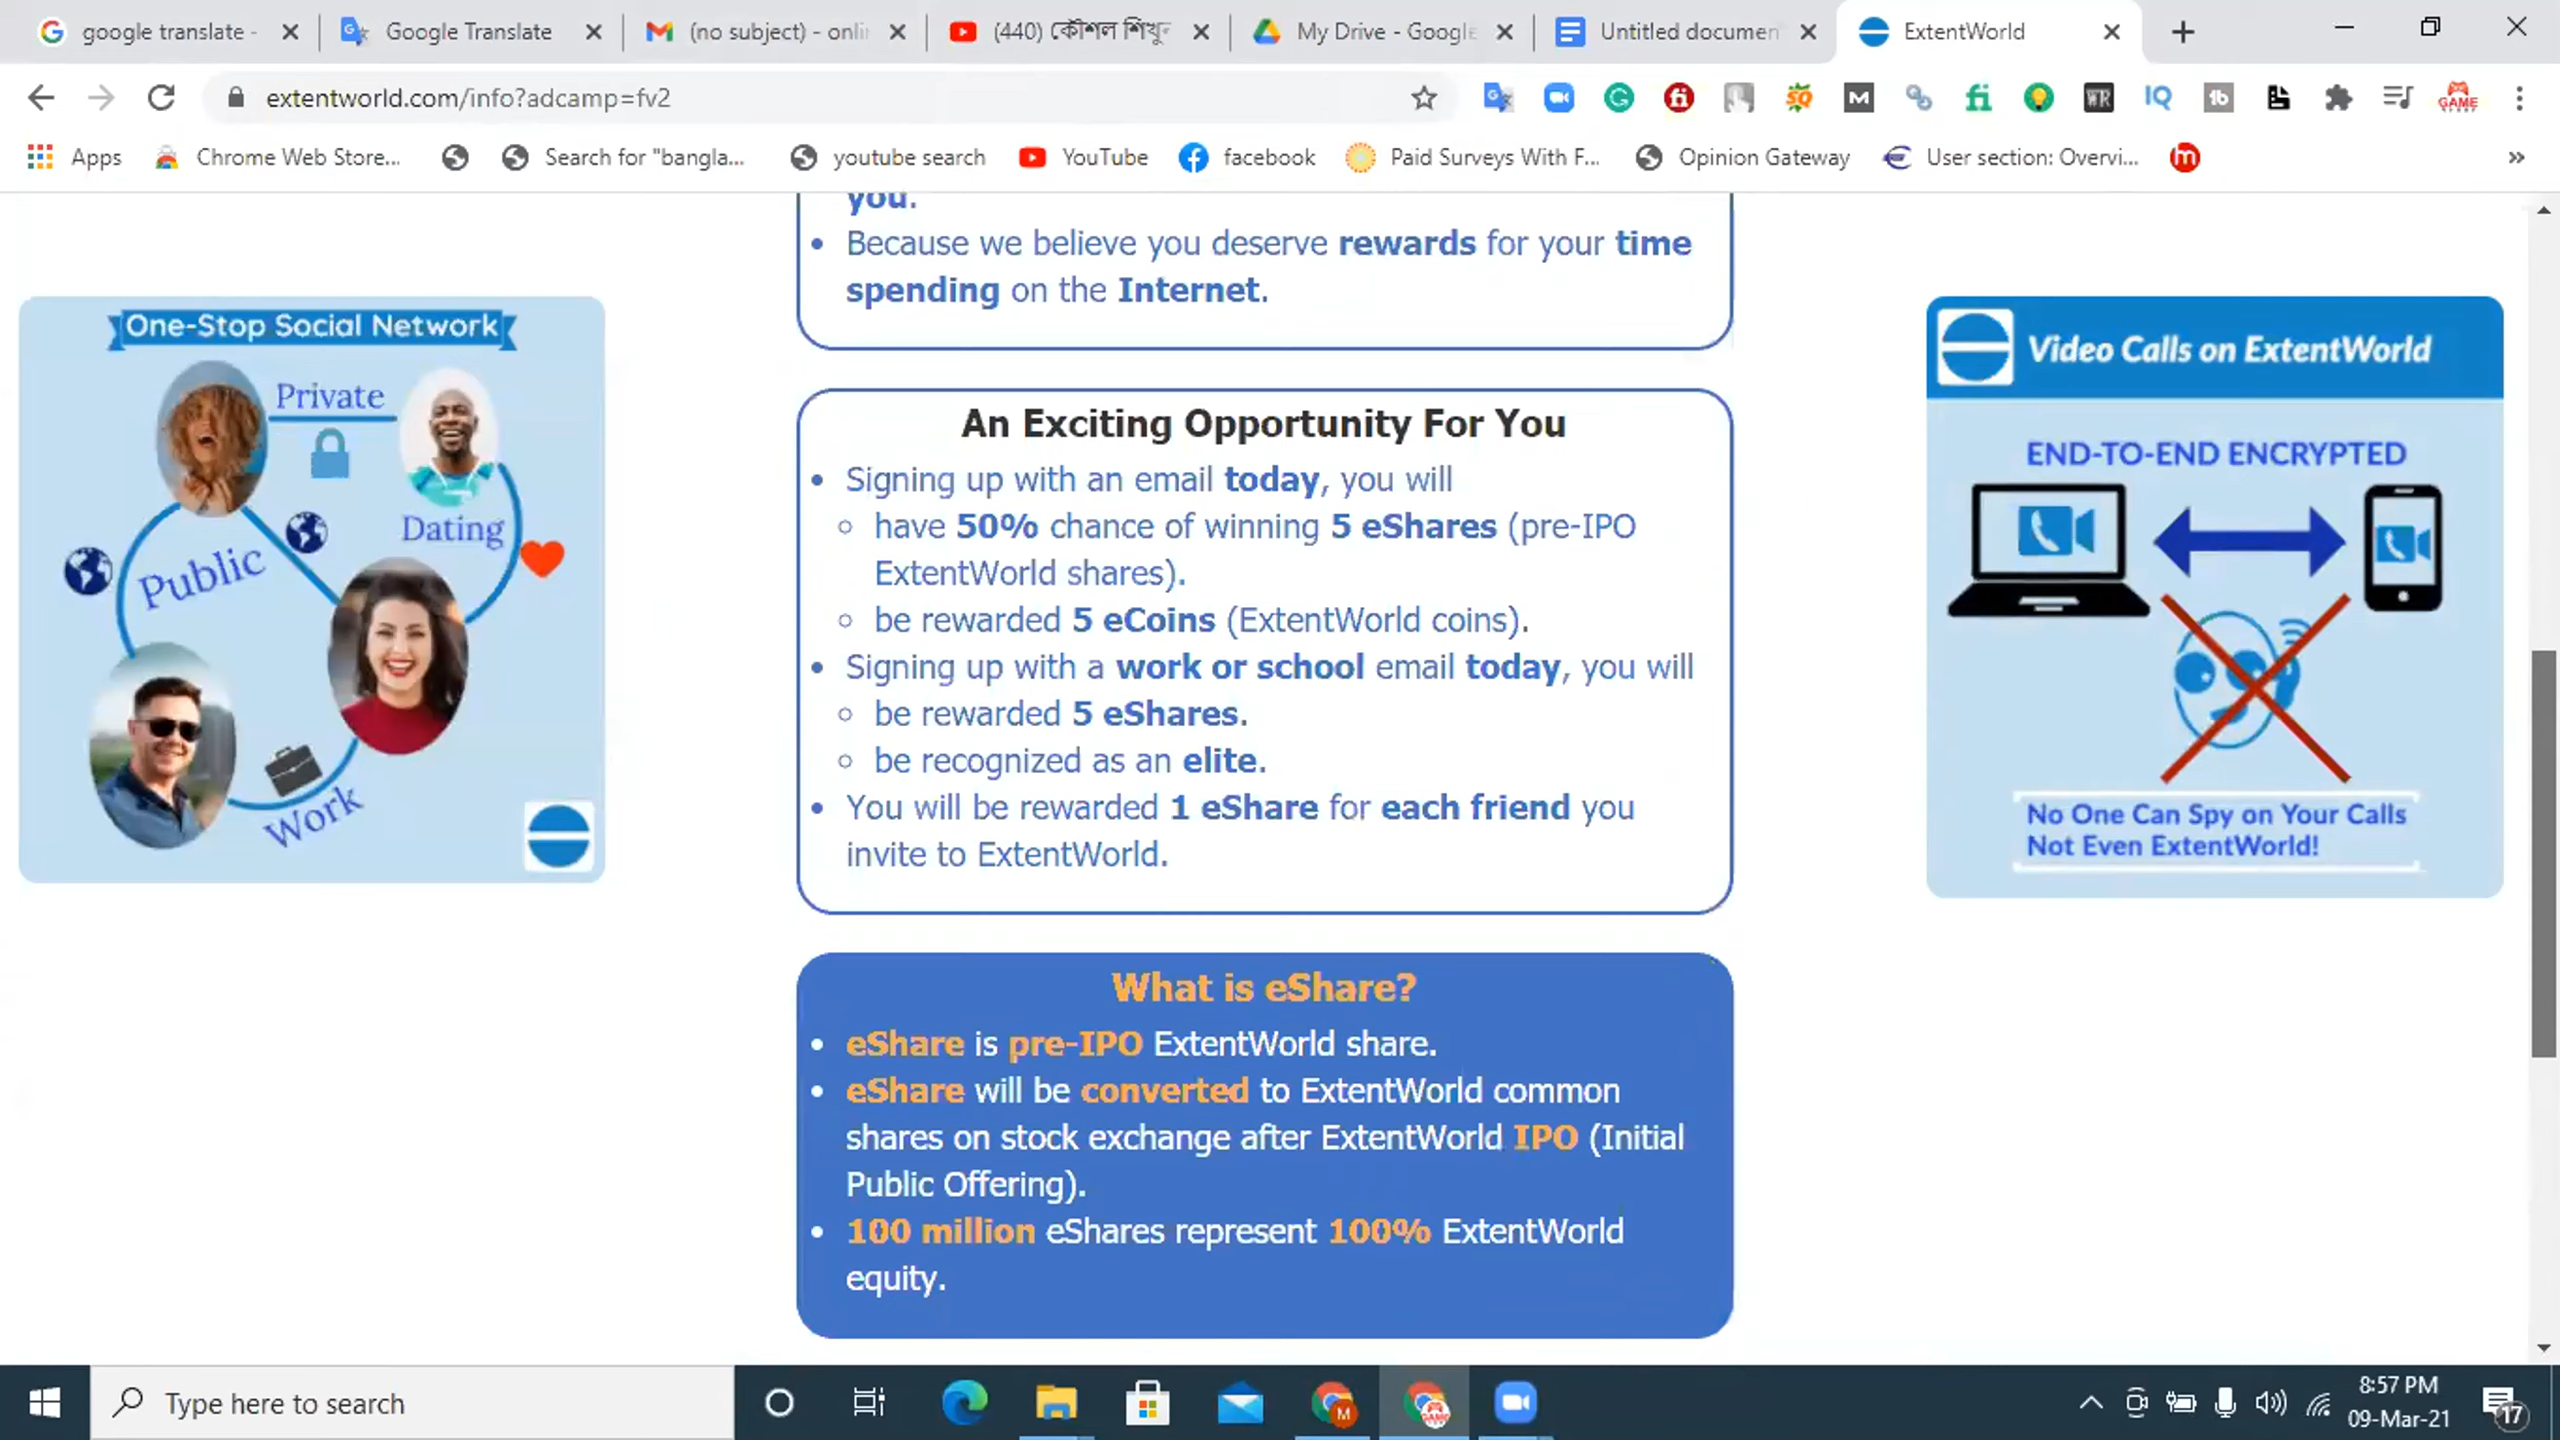 google translate -
Google Translate
(no subject) - onli
(440) কৌশল শিখুন
My Drive - Google
Untitled documen
ExtentWorld
extentworld.com/info?adcamp=fv2
Apps
Chrome Web Store...
Search for "bangla...
youtube search
YouTube
facebook
Paid Surveys With F...
Opinion Gateway
User section: Overvi...
you.
Because we believe you deserve rewards for your time
spending on the Internet.
One-Stop Social Network
Private
Dating
Public
Work
An Exciting Opportunity For You
Signing up with an email today, you will
have 50% chance of winning 5 eShares (pre-IPO
ExtentWorld shares).
be rewarded 5 eCoins (ExtentWorld coins).
Signing up with a work or school email today, you will
be rewarded 5 eShares.
be recognized as an elite.
You will be rewarded 1 eShare for each friend you
invite to ExtentWorld.
Video Calls on ExtentWorld
END-TO-END ENCRYPTED
No One Can Spy on Your Calls
Not Even ExtentWorld!
What is eShare?
eShare is pre-IPO ExtentWorld share.
eShare will be converted to ExtentWorld common
shares on stock exchange after ExtentWorld IPO (Initial
Public Offering).
100 million eShares represent 100% ExtentWorld
equity.
Type here to search
8:57 PM
09-Mar-21
17